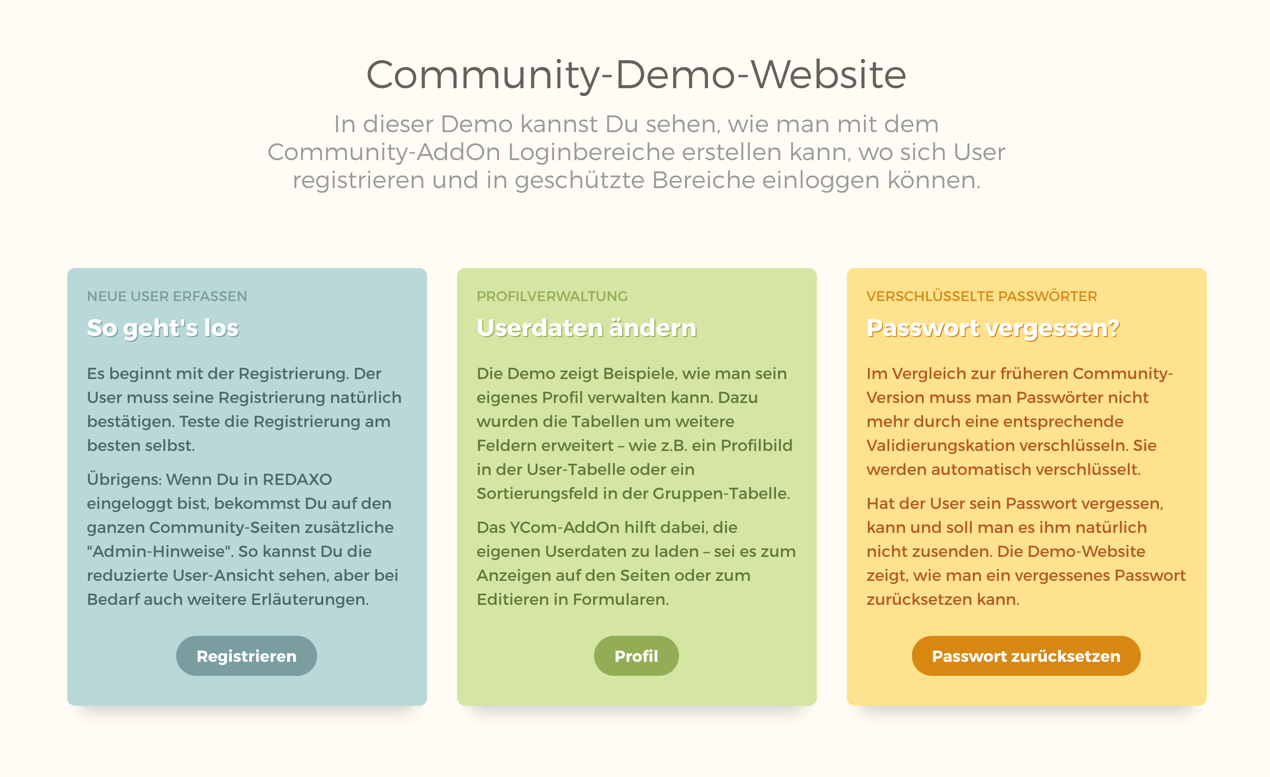 Community-Demo-Website
In dieser Demo kannst Du sehen, wie man mit dem
Community-AddOn Loginbereiche erstellen kann, wo sich User
registrieren und in geschützte Bereiche einloggen können.
NEUE USER ERFASSEN
So geht's los
Es beginnt mit der Registrierung. Der
User muss seine Registrierung natürlich
bestätigen. Teste die Registrierung am
besten selbst.
Übrigens: Wenn Du in REDAXO
eingeloggt bist, bekommst Du auf den
ganzen Community-Seiten zusätzliche
"Admin-Hinweise". So kannst Du die
reduzierte User-Ansicht sehen, aber bei
Bedarf auch weitere Erläuterungen.
Registrieren
PROFILVERWALTUNG
Userdaten ändern
Die Demo zeigt Beispiele, wie man sein
eigenes Profil verwalten kann. Dazu
wurden die Tabellen um weitere
Feldern erweitert – wie z.B. ein Profilbild
in der User-Tabelle oder ein
Sortierungsfeld in der Gruppen-Tabelle.
Das YCom-AddOn hilft dabei, die
eigenen Userdaten zu laden – sei es zum
Anzeigen auf den Seiten oder zum
Editieren in Formularen.
Profil
VERSCHLÜSSELTE PASSWÖRTER
Passwort vergessen?
Im Vergleich zur früheren Community-
Version muss man Passwörter nicht
mehr durch eine entsprechende
Validierungskation verschlüsseln. Sie
werden automatisch verschlüsselt.
Hat der User sein Passwort vergessen,
kann und soll man es ihm natürlich
nicht zusenden. Die Demo-Website
zeigt, wie man ein vergessenes Passwort
zurücksetzen kann.
Passwort zurücksetzen